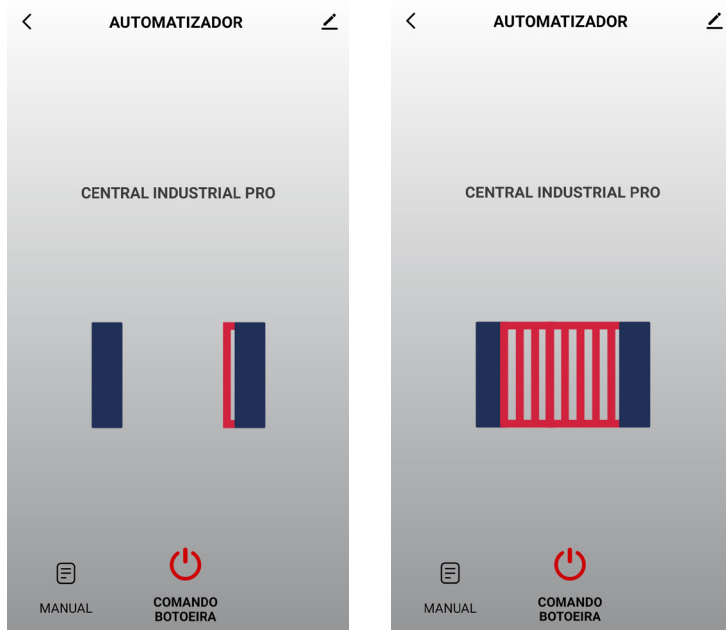 AUTOMATIZADOR
CENTRAL INDUSTRIAL PRO
MANUAL
COMANDO
BOTOEIRA
AUTOMATIZADOR
CENTRAL INDUSTRIAL PRO
MANUAL
COMANDO
BOTOEIRA